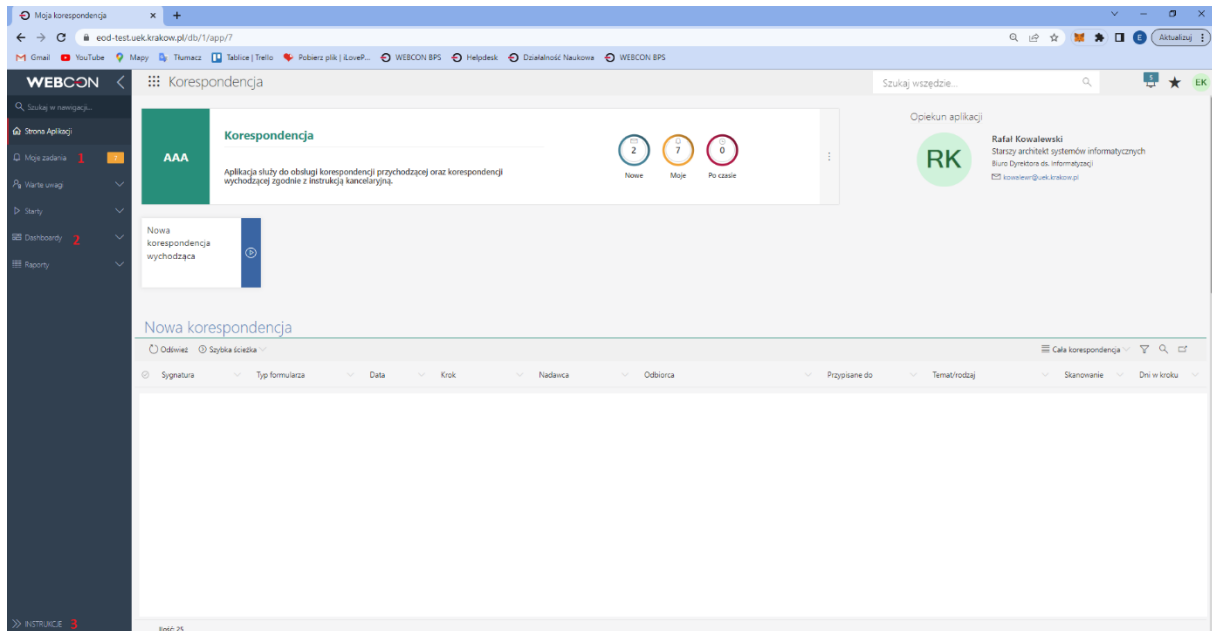 Moja korespondencja
eod-test.uek.krakow.pl/db/1/app/7
Aktualizuj
E
Gmail YouTube Mapy Tłumacz Tablice | Trello Pobierz plik | iLoveP... WEBCON BPS Helpdesk Działalność Naukowa WEBCON BPS
WEBCON
Korespondencja
Szukaj wszędzie...
5
EK
Szukaj w nawigacji...
Strona Aplikacji
Moje zadania 1 7
Warte uwagi
Starty
Dashboardy 2
Raporty
INSTRUKCJE 3
AAA
Korespondencja
Aplikacja służy do obsługi korespondencji przychodzącej oraz korespondencji
wychodzącej zgodnie z instrukcją kancelaryjną.
2 7 0
Nowe Moje Po czasie
Opiekun aplikacji
RK
Rafał Kowalewski
Starszy architekt systemów informatycznych
Biuro Dyrektora ds. Informatyzacji
kowalewr@uek.krakow.pl
Nowa
korespondencja
wychodząca
Nowa korespondencja
Odśwież Szybka ścieżka
Cała korespondencja
Sygnatura Typ formularza Data Krok Nadawca Odbiorca Przypisane do Temat/rodzaj Skanowanie Dni w kroku
Ilość: 25